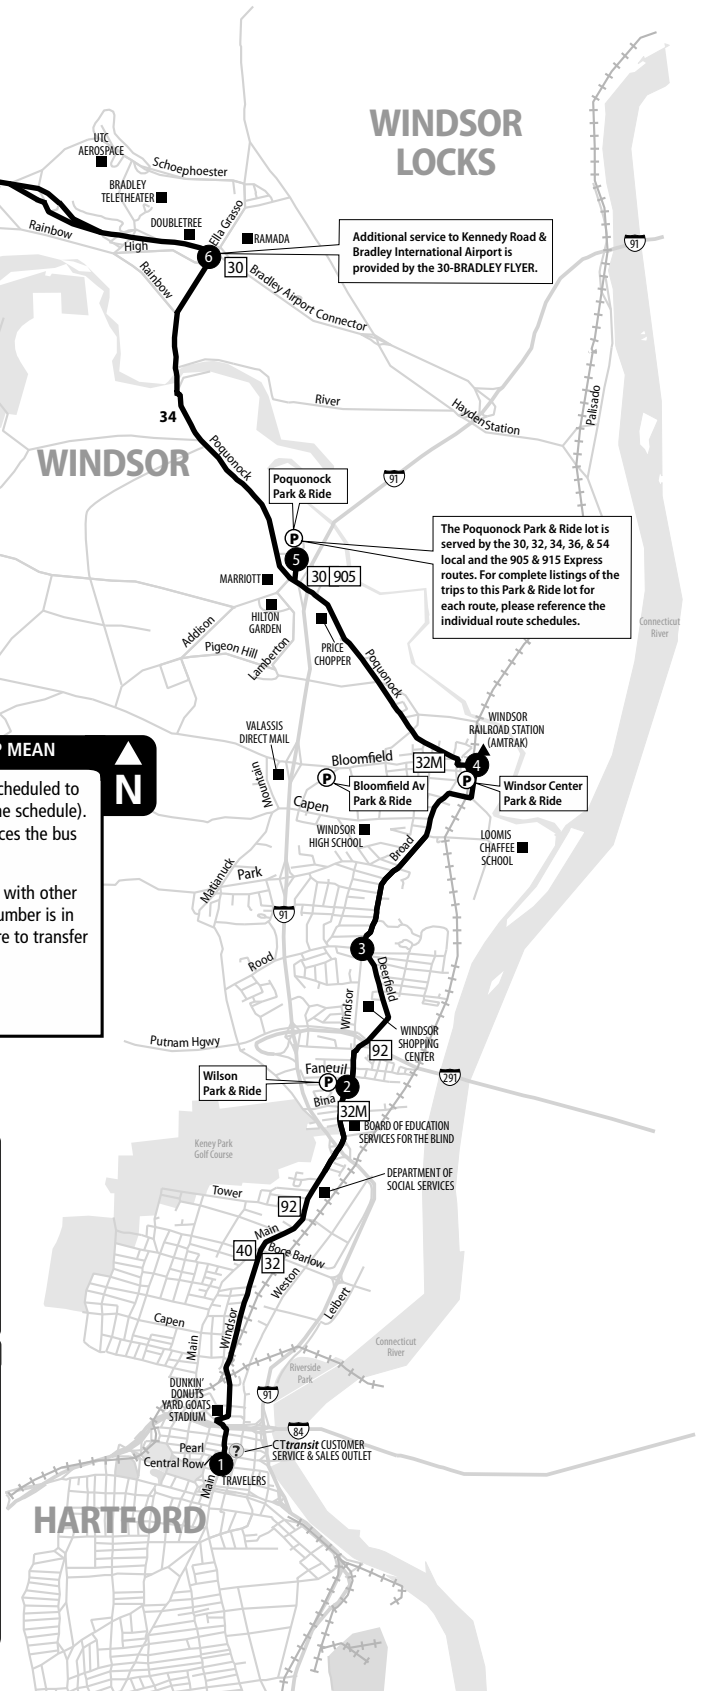 WINDSOR
LOCKS
UTC
AEROSPACE
Schoephoester
BRADLEY
TELETHEATER
DOUBLETREE
Ella Grasso
RAMADA
Rainbow
High
6
30
Rainbow
Bradley Airport Connector
Additional service to Kennedy Road &
Bradley International Airport is
provided by the 30-BRADLEY FLYER.
91
River
Hayden Station
Palisado
34
WINDSOR
Poquonock
91
Poquonock
Park & Ride
P
5
30
905
The Poquonock Park & Ride lot is
served by the 30, 32, 34, 36, & 54
local and the 905 & 915 Express
routes. For complete listings of the
trips to this Park & Ride lot for
each route, please reference the
individual route schedules.
MARRIOTT
HILTON
GARDEN
Addison
Pigeon Hill
Lamberton
PRICE
CHOPPER
Poquonock
Connecticut
River
WINDSOR
RAILROAD STATION
(AMTRAK)
VALASSIS
DIRECT MAIL
P MEAN
N
cheduled to
ne schedule).
ces the bus
with other
umber is in
re to transfer
Bloomfield
32M
4
P
Bloomfield Av
Park & Ride
P
Windsor Center
Park & Ride
Mountain
Capen
WINDSOR
HIGH SCHOOL
Broad
LOOMIS
CHAFFEE
SCHOOL
Matianuck
Park
91
3
Rood
Deerfield
Windsor
WINDSOR
SHOPPING
CENTER
Putnam Hgwy
92
Faneuil
Wilson
Park & Ride
P
2
291
Bina
32M
BOARD OF EDUCATION
SERVICES FOR THE BLIND
Keney Park
Golf Course
DEPARTMENT OF
SOCIAL SERVICES
Tower
92
Main
40
32
Boce Barlow
Weston
Leibert
Capen
Main
Windsor
Connecticut
River
Riverside
Park
DUNKIN'
DONUTS
YARD GOATS
STADIUM
91
84
Pearl
?
CTtransit CUSTOMER
SERVICE & SALES OUTLET
Central Row
1
TRAVELERS
Main
HARTFORD